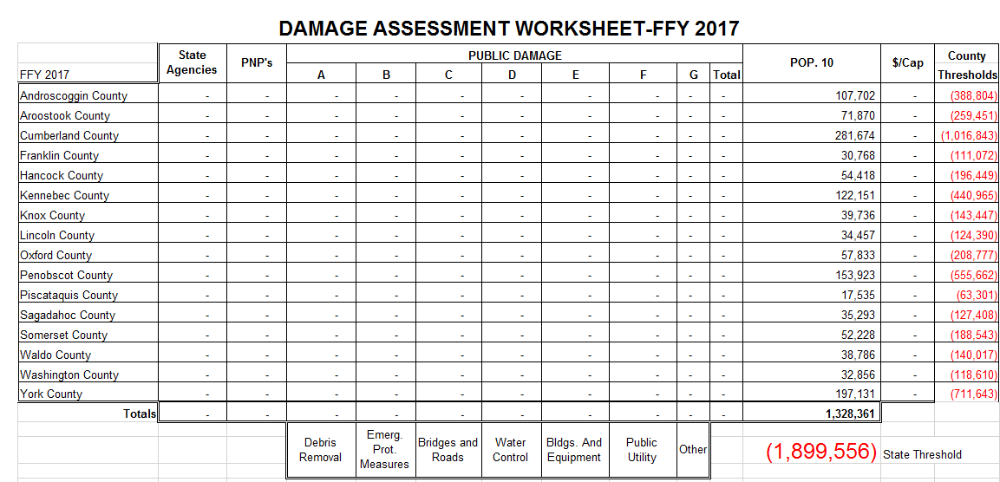 DAMAGE ASSESSMENT WORKSHEET-FFY 2017
FFY 2017 State Agencies PNP's PUBLIC DAMAGE POP. 10 $/Cap County Thresholds
A B C D E F G Total
Androscoggin County - - - - - - - - - - 107,702 - (388,804)
Aroostook County - - - - - - - - - - 71,870 - (259,451)
Cumberland County - - - - - - - - - - 281,674 - (1,016,843)
Franklin County - - - - - - - - - - 30,768 - (111,072)
Hancock County - - - - - - - - - - 54,418 - (196,449)
Kennebec County - - - - - - - - - - 122,151 - (440,965)
Knox County - - - - - - - - - - 39,736 - (143,447)
Lincoln County - - - - - - - - - - 34,457 - (124,390)
Oxford County - - - - - - - - - - 57,833 - (208,777)
Penobscot County - - - - - - - - - - 153,923 - (555,662)
Piscataquis County - - - - - - - - - - 17,535 - (63,301)
Sagadahoc County - - - - - - - - - - 35,293 - (127,408)
Somerset County - - - - - - - - - - 52,228 - (188,543)
Waldo County - - - - - - - - - - 38,786 - (140,017)
Washington County - - - - - - - - - - 32,856 - (118,610)
York County - - - - - - - - - - 197,131 - (711,643)
Totals - - - - - - - - - - 1,328,361
Debris Removal Emerg. Prot. Measures Bridges and Roads Water Control Bldgs. And Equipment Public Utility Other (1,899,556) State Threshold